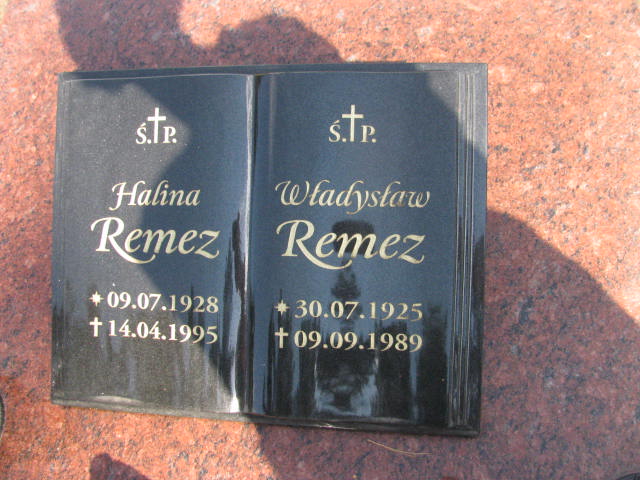 Ś.†P.
Halina
Remez
* 09.07.1928
† 14.04.1995
Ś.†P.
Władysław
Remez
* 30.07.1925
† 09.09.1989